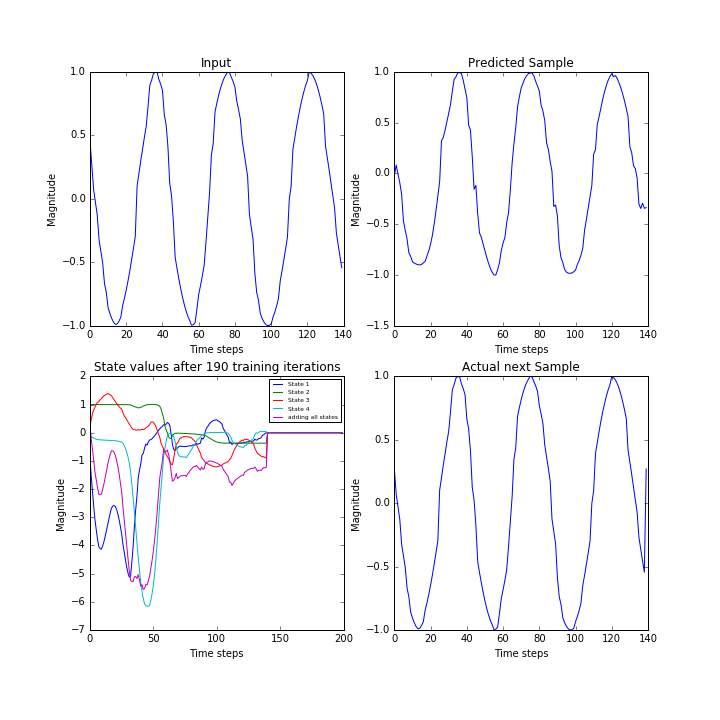 Input
Predicted Sample
1.0
0.5
0.0
−0.5
−1.0
Magnitude
0 20 40 60 80 100 120 140
Time steps
1.0
0.5
0.0
−0.5
−1.0
−1.5
Magnitude
0 20 40 60 80 100 120 140
Time steps
State values after 190 training iterations
Actual next Sample
2
1
0
−1
−2
−3
−4
−5
−6
−7
Magnitude
State 1
State 2
State 3
State 4
adding all states
0 50 100 150 200
Time steps
1.0
0.5
0.0
−0.5
−1.0
Magnitude
0 20 40 60 80 100 120 140
Time steps